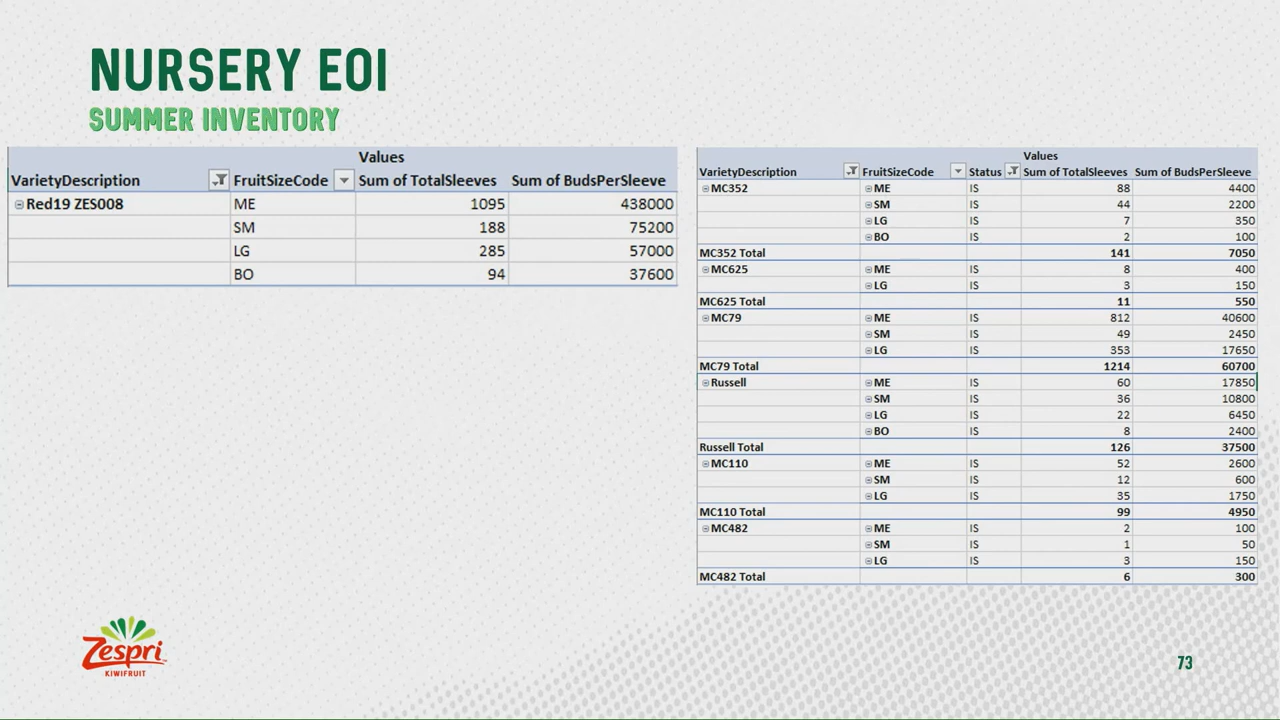 NURSERY EOI
SUMMER INVENTORY
Values
VarietyDescription FruitSizeCode Sum of TotalSleeves Sum of BudsPerSleeve
Red19 ZES008 ME 1095 438000
SM 188 75200
LG 285 57000
BO 94 37600
Values
VarietyDescription FruitSizeCode Status Sum of TotalSleeves Sum of BudsPerSleeve
MC352 ME IS 88 4400
SM IS 44 2200
LG IS 7 350
BO IS 2 100
MC352 Total 141 7050
MC625 ME IS 8 400
LG IS 3 150
MC625 Total 11 550
MC79 ME IS 812 40600
SM IS 49 2450
LG IS 353 17650
MC79 Total 1214 60700
Russell ME IS 60 17850
SM IS 36 10800
LG IS 22 6450
BO IS 8 2400
Russell Total 126 37500
MC110 ME IS 52 2600
SM IS 12 600
LG IS 35 1750
MC110 Total 99 4950
MC482 ME IS 2 100
SM IS 1 50
LG IS 3 150
MC482 Total 6 300
Zespri
KIWIFRUIT
73